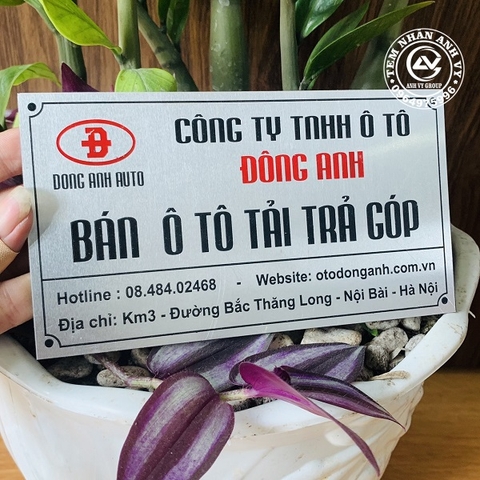 CÔNG TY TNHH Ô TÔ
ĐÔNG ANH
DONG ANH AUTO
BÁN Ô TÔ TẢI TRẢ GÓP
Hotline : 08.484.02468 - Website: otodonganh.com.vn
Địa chỉ: Km3 - Đường Bắc Thăng Long - Nội Bài - Hà Nội
TEM NHAN ANH VY
ANH VY GROUP